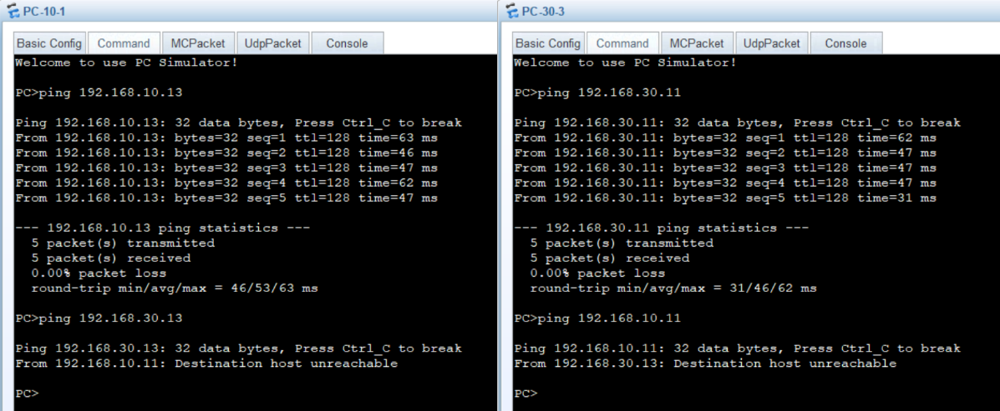 PC-10-1
Basic Config Command MCPacket UdpPacket Console
Welcome to use PC Simulator!
PC>ping 192.168.10.13
Ping 192.168.10.13: 32 data bytes, Press Ctrl_C to break
From 192.168.10.13: bytes=32 seq=1 ttl=128 time=63 ms
From 192.168.10.13: bytes=32 seq=2 ttl=128 time=46 ms
From 192.168.10.13: bytes=32 seq=3 ttl=128 time=47 ms
From 192.168.10.13: bytes=32 seq=4 ttl=128 time=62 ms
From 192.168.10.13: bytes=32 seq=5 ttl=128 time=47 ms
--- 192.168.10.13 ping statistics ---
5 packet(s) transmitted
5 packet(s) received
0.00% packet loss
round-trip min/avg/max = 46/53/63 ms
PC>ping 192.168.30.13
Ping 192.168.30.13: 32 data bytes, Press Ctrl_C to break
From 192.168.10.11: Destination host unreachable
PC>
PC-30-3
Basic Config Command MCPacket UdpPacket Console
Welcome to use PC Simulator!
PC>ping 192.168.30.11
Ping 192.168.30.11: 32 data bytes, Press Ctrl_C to break
From 192.168.30.11: bytes=32 seq=1 ttl=128 time=62 ms
From 192.168.30.11: bytes=32 seq=2 ttl=128 time=47 ms
From 192.168.30.11: bytes=32 seq=3 ttl=128 time=47 ms
From 192.168.30.11: bytes=32 seq=4 ttl=128 time=47 ms
From 192.168.30.11: bytes=32 seq=5 ttl=128 time=31 ms
--- 192.168.30.11 ping statistics ---
5 packet(s) transmitted
5 packet(s) received
0.00% packet loss
round-trip min/avg/max = 31/46/62 ms
PC>ping 192.168.10.11
Ping 192.168.10.11: 32 data bytes, Press Ctrl_C to break
From 192.168.30.13: Destination host unreachable
PC>